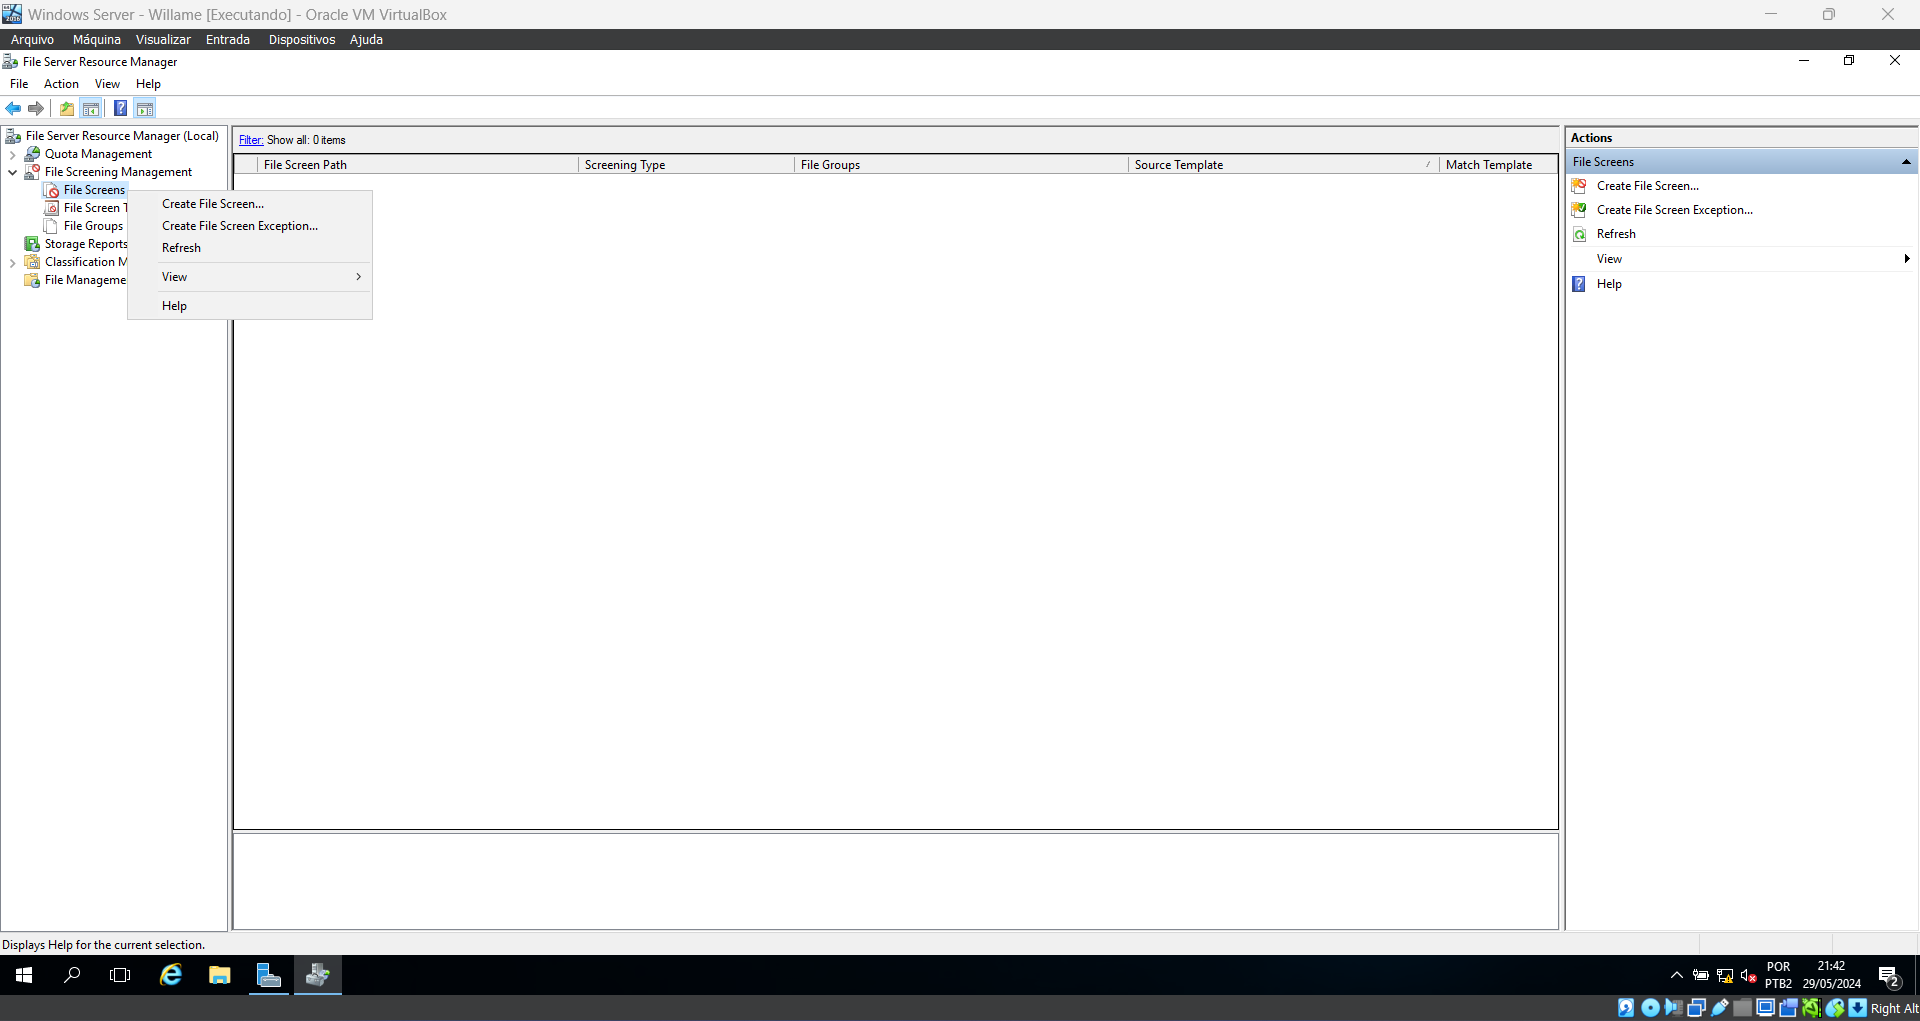 Windows Server - Willame [Executando] - Oracle VM VirtualBox
Arquivo Máquina Visualizar Entrada Dispositivos Ajuda
File Server Resource Manager
File Action View Help
File Server Resource Manager (Local)
Quota Management
File Screening Management
File Screens
File Screen T
File Groups
Storage Reports
Classification M
File Manageme
Create File Screen...
Create File Screen Exception...
Refresh
View
Help
Filter: Show all: 0 items
File Screen Path Screening Type File Groups Source Template Match Template
Actions
File Screens
Create File Screen...
Create File Screen Exception...
Refresh
View
Help
Displays Help for the current selection.
POR
PTB2
21:42
29/05/2024
2
Right Alt